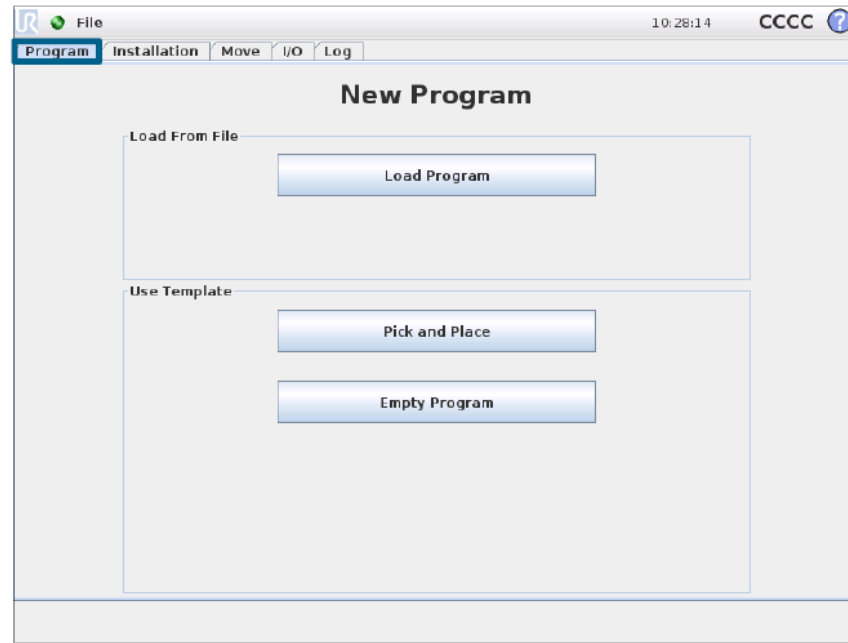 File 10:28:14 CCCC ?
Program Installation Move I/O Log
New Program
Load From File
Load Program
Use Template
Pick and Place
Empty Program